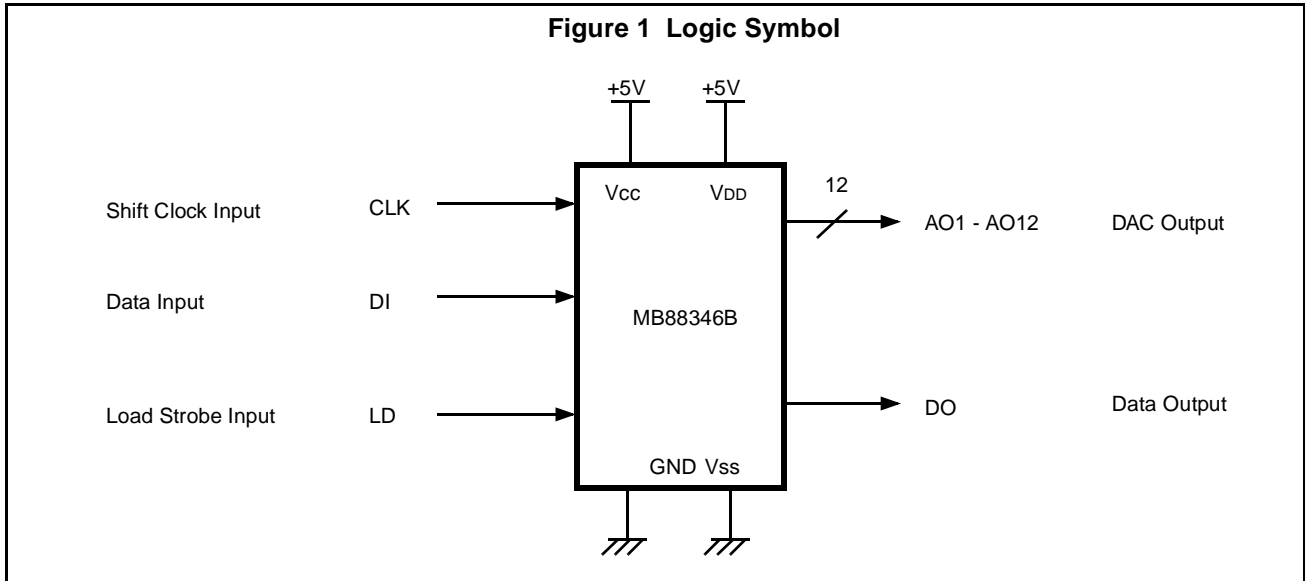 Figure 1 Logic Symbol
+5V +5V
Vcc VDD
12
Shift Clock Input CLK
AO1 - AO12 DAC Output
Data Input DI
MB88346B
Load Strobe Input LD
DO Data Output
GND Vss